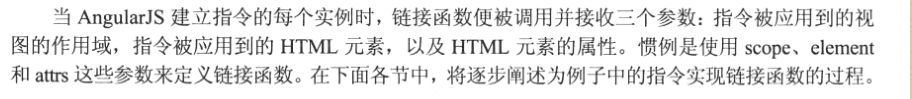 当 AngularJS 建立指令的每个实例时，链接函数便被调用并接收三个参数：指令被应用到的视
图的作用域，指令被应用到的 HTML 元素，以及 HTML 元素的属性。惯例是使用 scope、element
和 attrs 这些参数来定义链接函数。在下面各节中，将逐步阐述为例子中的指令实现链接函数的过程。